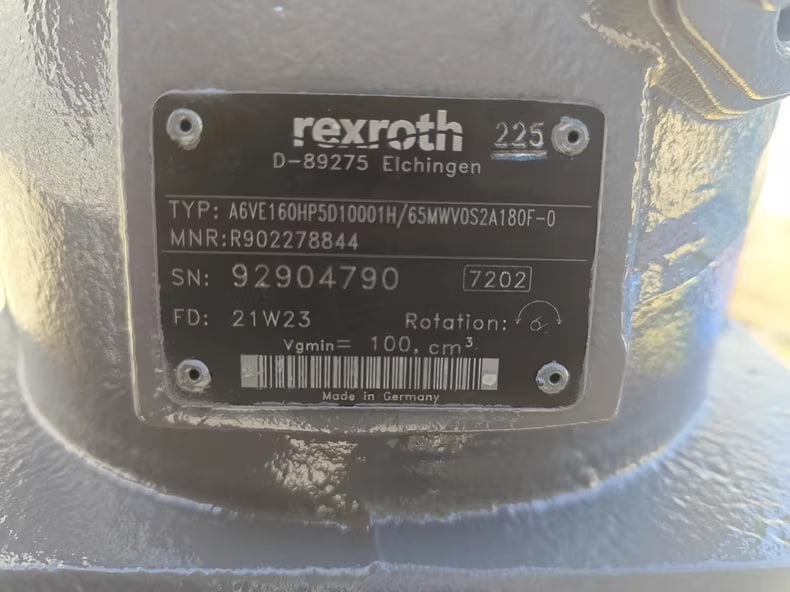 rexroth 225
D-89275 Elchingen
TYP: A6VE160HP5D10001H/65MWV0S2A180F-0
MNR:R902278844
SN: 92904790 7202
FD: 21W23 Rotation:
Vgmin= 100, cm³
Made in Germany